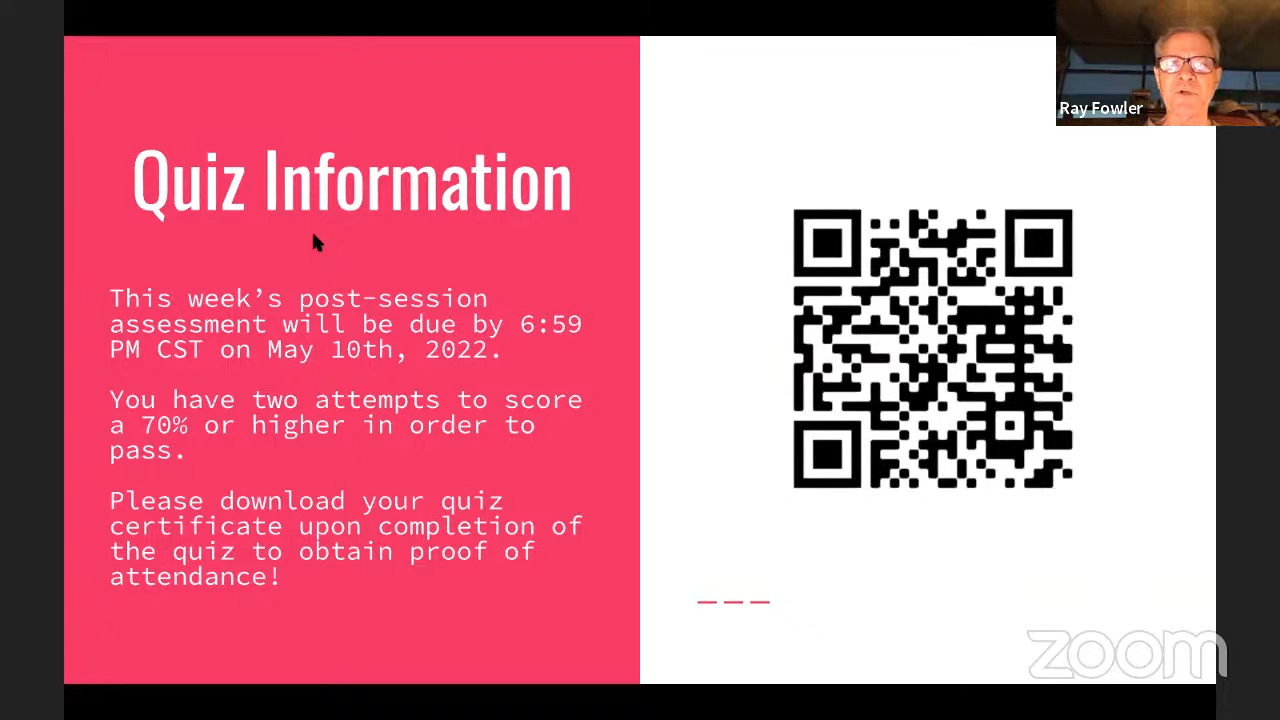 Ray Fowler
Quiz Information
This week’s post-session
assessment will be due by 6:59
PM CST on May 10th, 2022.
You have two attempts to score
a 70% or higher in order to
pass.
Please download your quiz
certificate upon completion of
the quiz to obtain proof of
attendance!
zoom